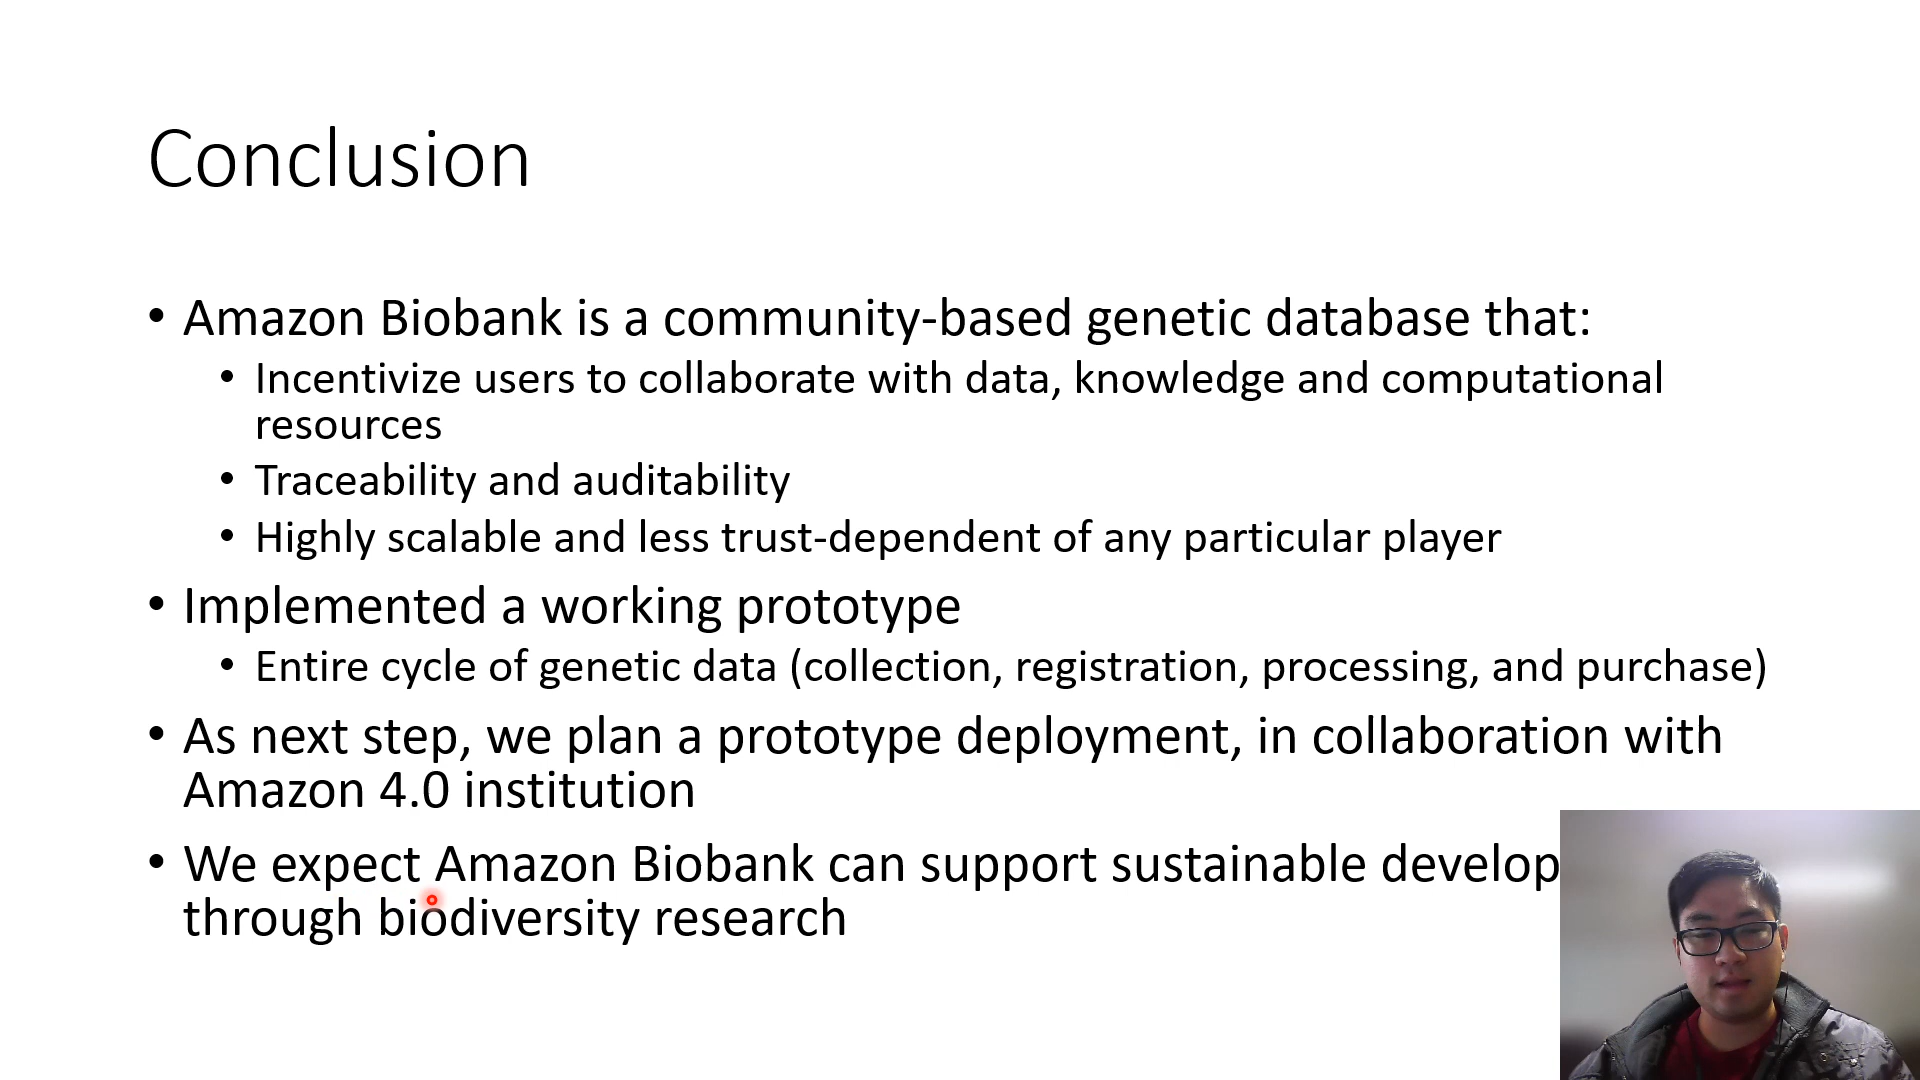 Conclusion
• Amazon Biobank is a community-based genetic database that:
• Incentivize users to collaborate with data, knowledge and computational
resources
• Traceability and auditability
• Highly scalable and less trust-dependent of any particular player
• Implemented a working prototype
• Entire cycle of genetic data (collection, registration, processing, and purchase)
• As next step, we plan a prototype deployment, in collaboration with
Amazon 4.0 institution
• We expect Amazon Biobank can support sustainable develop
through biodiversity research